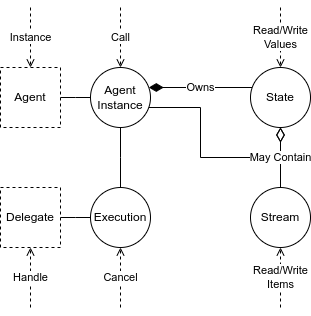 Instance
Call
Read/Write
Values
Agent
Agent
Instance
Owns
State
May Contain
Delegate
Execution
Stream
Handle
Cancel
Read/Write
Items